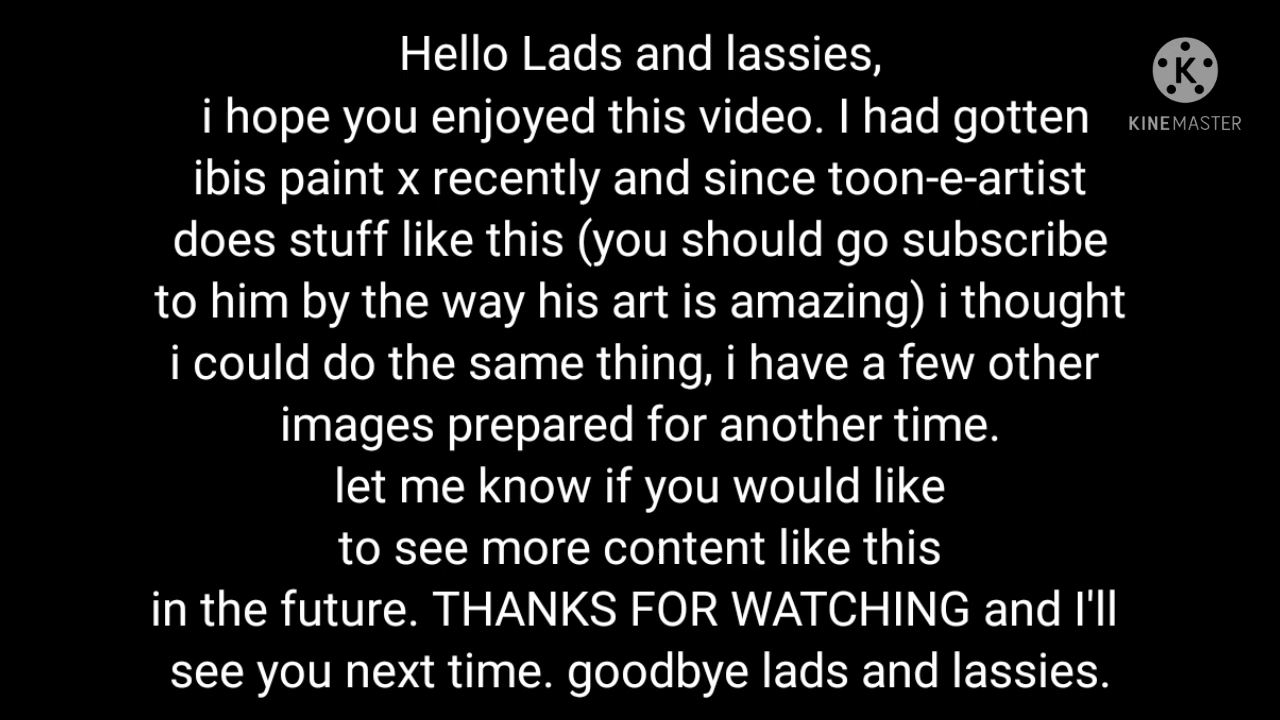 Hello Lads and lassies,
i hope you enjoyed this video. I had gotten
ibis paint x recently and since toon-e-artist
does stuff like this (you should go subscribe
to him by the way his art is amazing) i thought
i could do the same thing, i have a few other
images prepared for another time.
let me know if you would like
to see more content like this
in the future. THANKS FOR WATCHING and I'll
see you next time. goodbye lads and lassies.
K
KINEMASTER